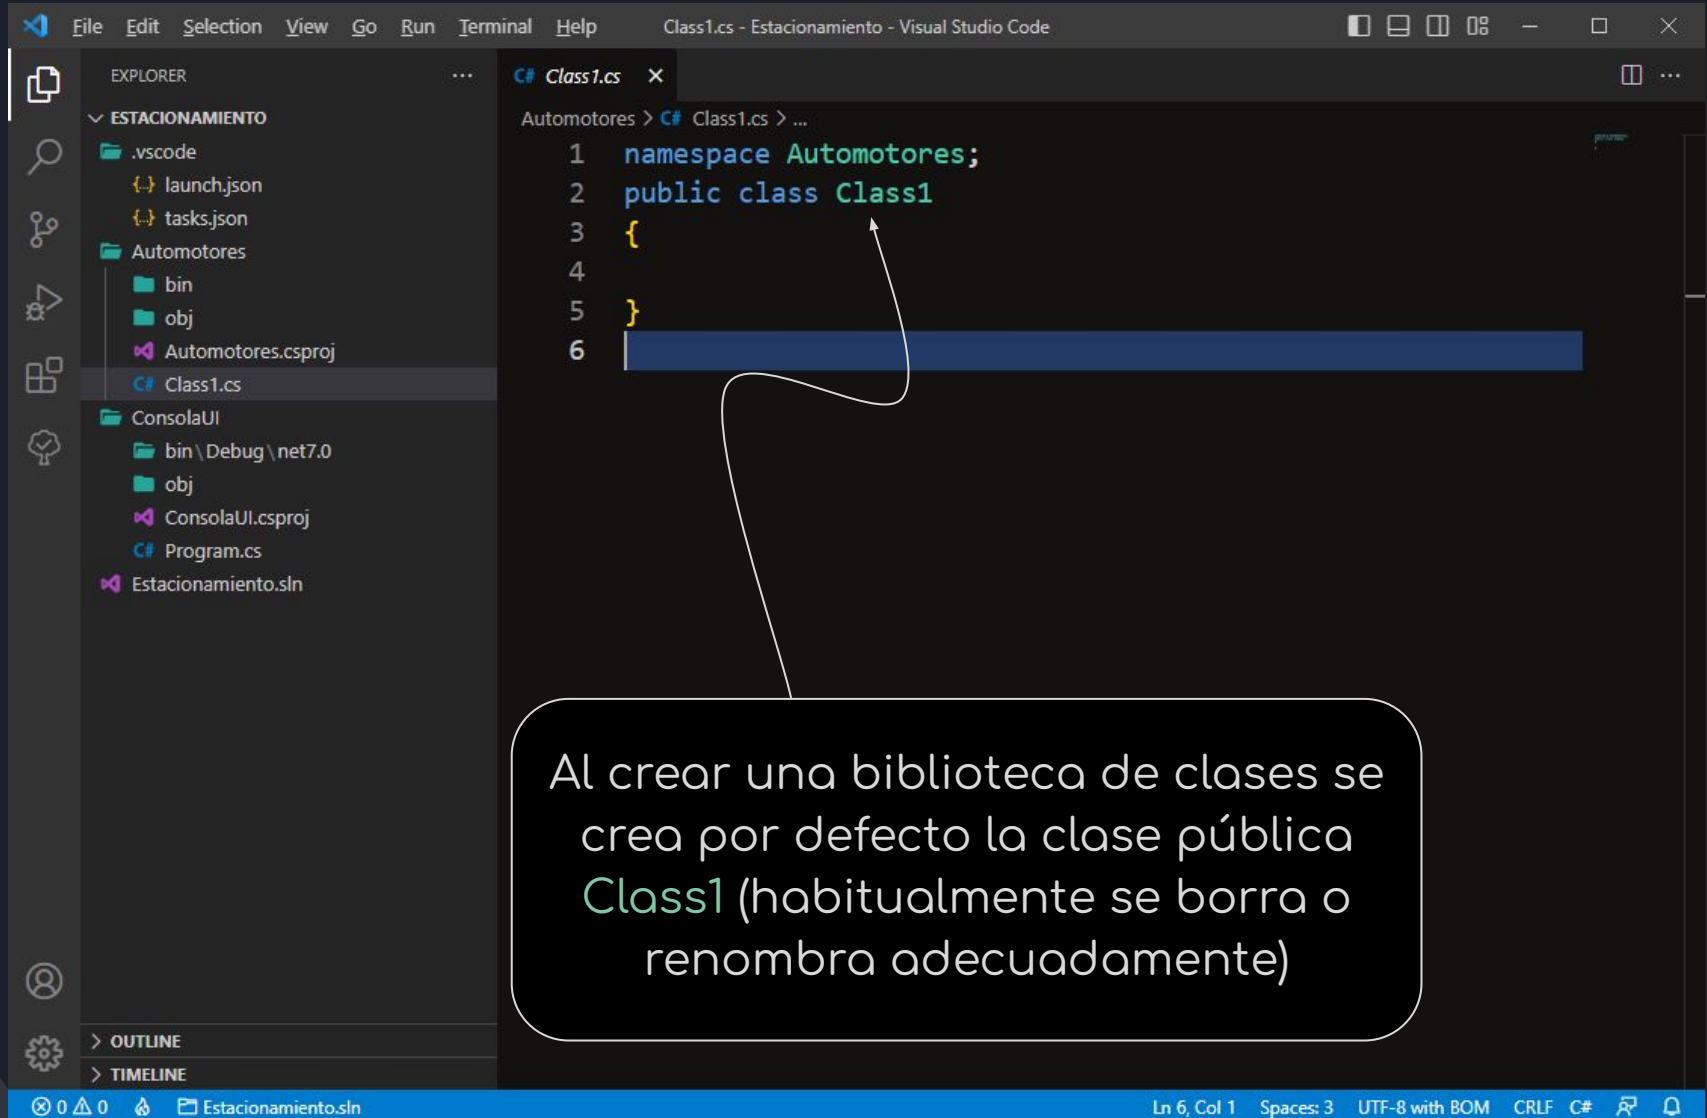 File Edit Selection View Go Run Terminal Help Class1.cs - Estacionamiento - Visual Studio Code
EXPLORER ...
ESTACIONAMIENTO
.vscode
{..} launch.json
{..} tasks.json
Automotores
bin
obj
Automotores.csproj
C# Class1.cs
ConsolaUI
bin\Debug\net7.0
obj
ConsolaUI.csproj
C# Program.cs
Estacionamiento.sln
OUTLINE
TIMELINE
C# Class1.cs
Automotores > C# Class1.cs > ...
1 namespace Automotores;
2 public class Class1
3 {
4
5 }
6
Al crear una biblioteca de clases se
crea por defecto la clase pública
Class1 (habitualmente se borra o
renombra adecuadamente)
0 0 Estacionamiento.sln Ln 6, Col 1 Spaces: 3 UTF-8 with BOM CRLF C#